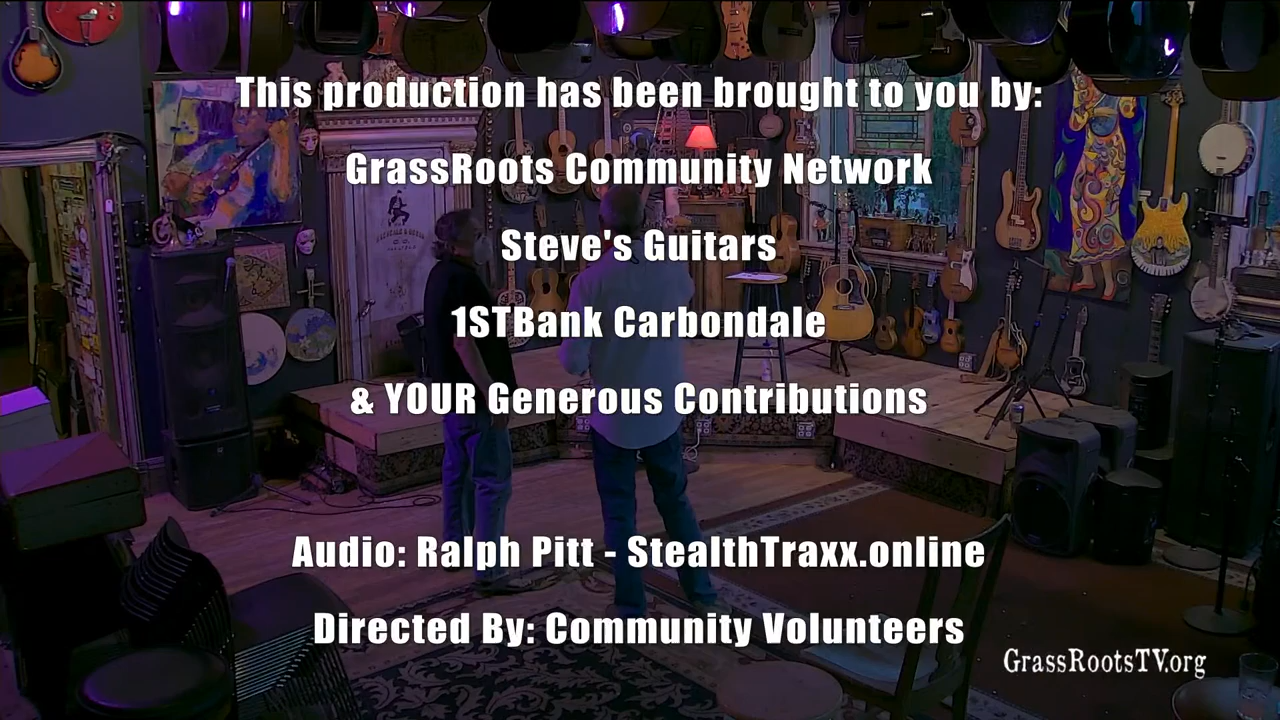 This production has been brought to you by:
GrassRoots Community Network
Steve's Guitars
1STBank Carbondale
& YOUR Generous Contributions
Audio: Ralph Pitt - StealthTraxx.online
Directed By: Community Volunteers
GrassRootsTV.org